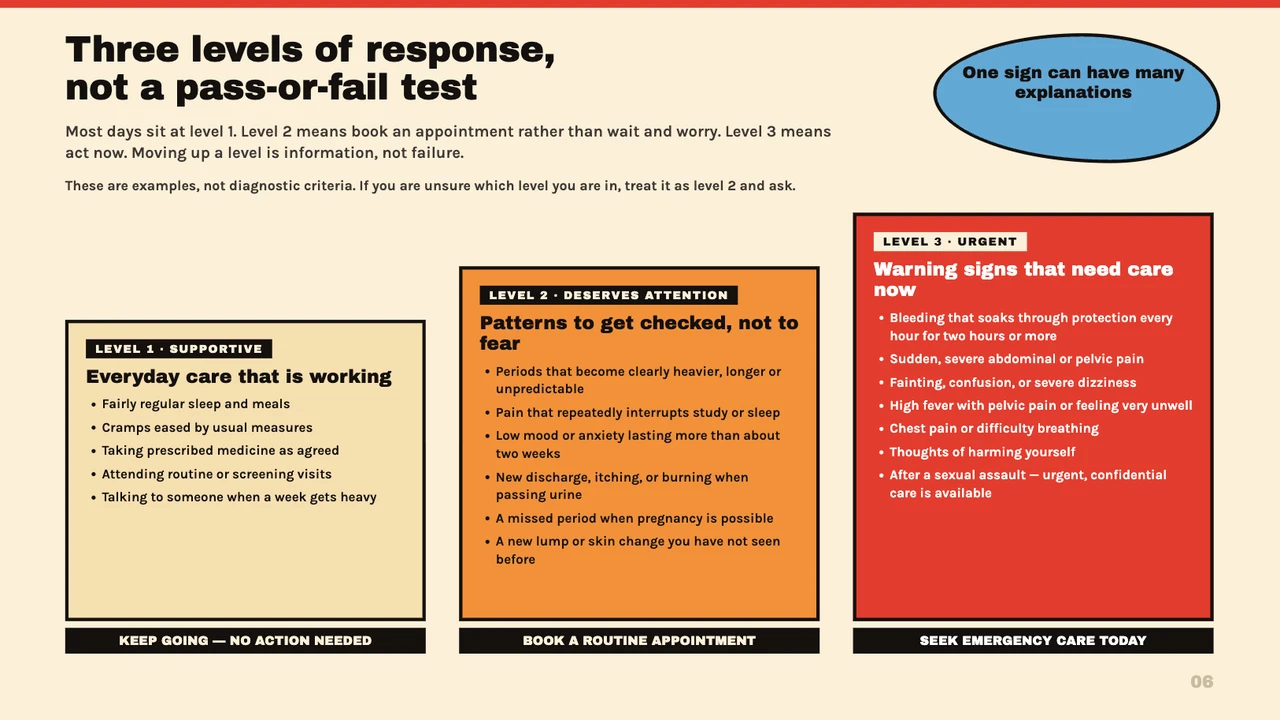 Three levels of response,
not a pass-or-fail test
One sign can have many
explanations
Most days sit at level 1. Level 2 means book an appointment rather than wait and worry. Level 3 means
act now. Moving up a level is information, not failure.
These are examples, not diagnostic criteria. If you are unsure which level you are in, treat it as level 2 and ask.
LEVEL 1 · SUPPORTIVE
Everyday care that is working
• Fairly regular sleep and meals
• Cramps eased by usual measures
• Taking prescribed medicine as agreed
• Attending routine or screening visits
• Talking to someone when a week gets heavy
KEEP GOING — NO ACTION NEEDED
LEVEL 2 · DESERVES ATTENTION
Patterns to get checked, not to
fear
• Periods that become clearly heavier, longer or
unpredictable
• Pain that repeatedly interrupts study or sleep
• Low mood or anxiety lasting more than about
two weeks
• New discharge, itching, or burning when
passing urine
• A missed period when pregnancy is possible
• A new lump or skin change you have not seen
before
BOOK A ROUTINE APPOINTMENT
LEVEL 3 · URGENT
Warning signs that need care
now
• Bleeding that soaks through protection every
hour for two hours or more
• Sudden, severe abdominal or pelvic pain
• Fainting, confusion, or severe dizziness
• High fever with pelvic pain or feeling very unwell
• Chest pain or difficulty breathing
• Thoughts of harming yourself
• After a sexual assault — urgent, confidential
care is available
SEEK EMERGENCY CARE TODAY
06